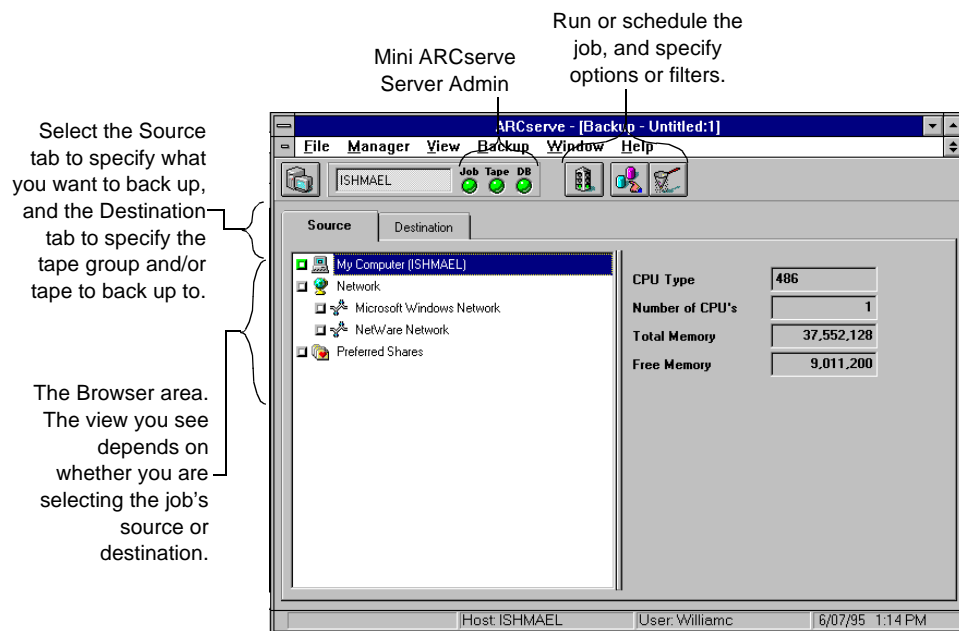 Run or schedule the
job, and specify
options or filters.
Mini ARCserve
Server Admin
Select the Source
tab to specify what
you want to back up,
and the Destination
tab to specify the
tape group and/or
tape to back up to.
The Browser area.
The view you see
depends on
whether you are
selecting the job’s
source or
destination.
ARCserve - [Backup - Untitled:1]
File Manager View Backup Window Help
ISHMAEL
Job Tape DB
Source Destination
My Computer (ISHMAEL)
Network
Microsoft Windows Network
NetWare Network
Preferred Shares
CPU Type 486
Number of CPU's 1
Total Memory 37,552,128
Free Memory 9,011,200
Host: ISHMAEL User: Williamc 6/07/95 1:14 PM